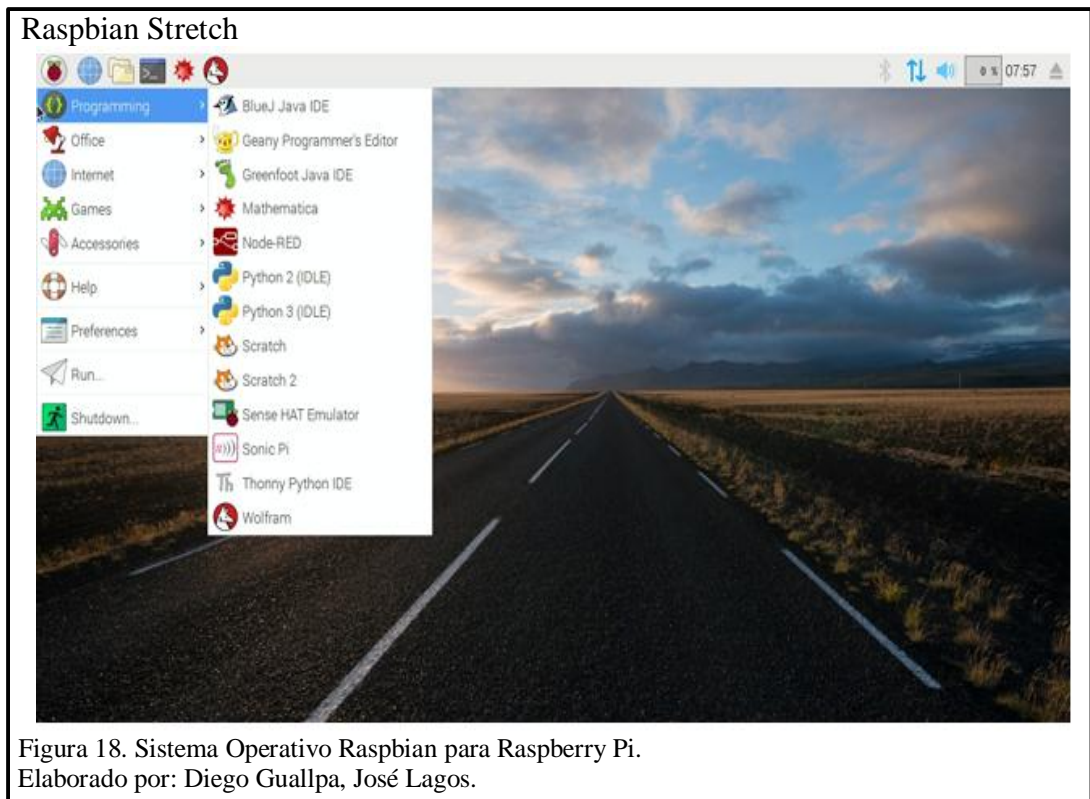 Raspbian Stretch
0 % 07:57
Programming
Office
Internet
Games
Accessories
Help
Preferences
Run...
Shutdown...
BlueJ Java IDE
Geany Programmer's Editor
Greenfoot Java IDE
Mathematica
Node-RED
Python 2 (IDLE)
Python 3 (IDLE)
Scratch
Scratch 2
Sense HAT Emulator
Sonic Pi
Th Thonny Python IDE
Wolfram
Figura 18. Sistema Operativo Raspbian para Raspberry Pi.
Elaborado por: Diego Guallpa, José Lagos.